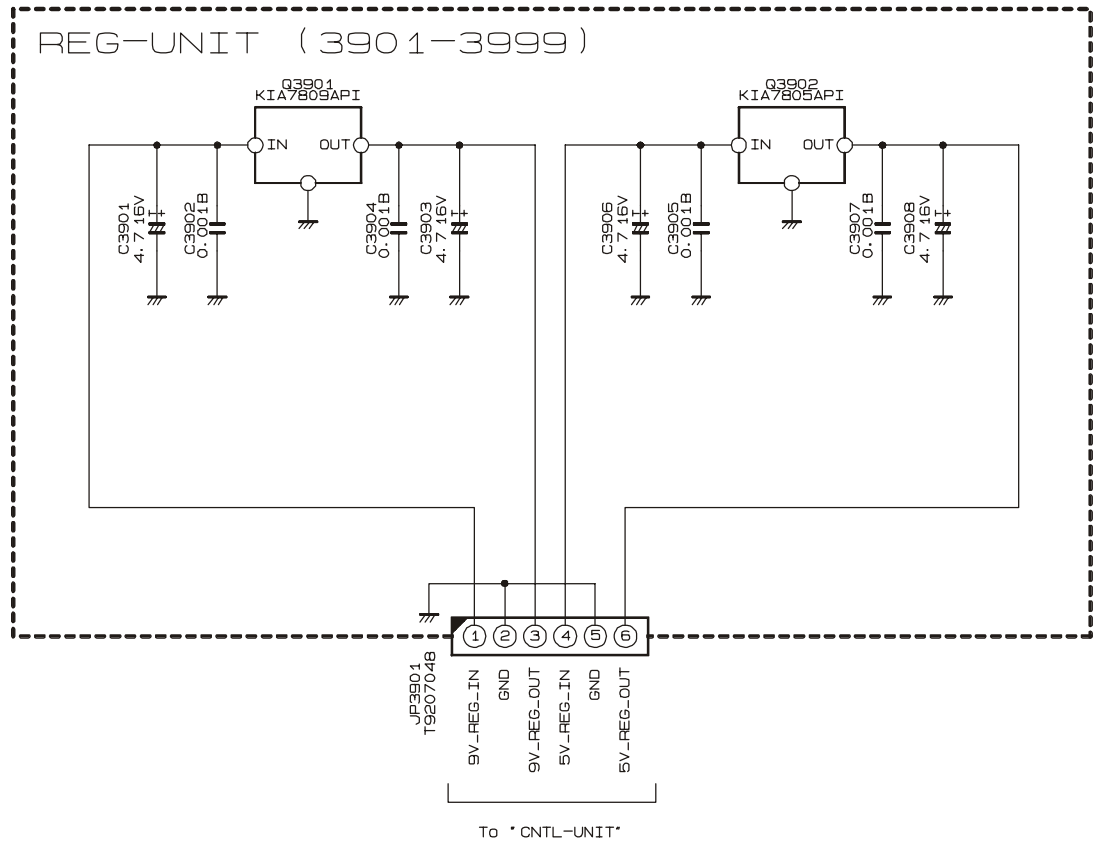 REG-UNIT (3901-3999)
Q3901
KIA7809API
IN
OUT
C3901
4.7 16V
C3902
0.001B
C3904
0.001B
C3903
4.7 16V
Q3902
KIA7805API
IN
OUT
C3906
4.7 16V
C3905
0.001B
C3907
0.001B
C3908
4.7 16V
1 2 3 4 5 6
JP3901
T9207048
9V_REG_IN
GND
9V_REG_OUT
5V_REG_IN
GND
5V_REG_OUT
To "CNTL-UNIT"